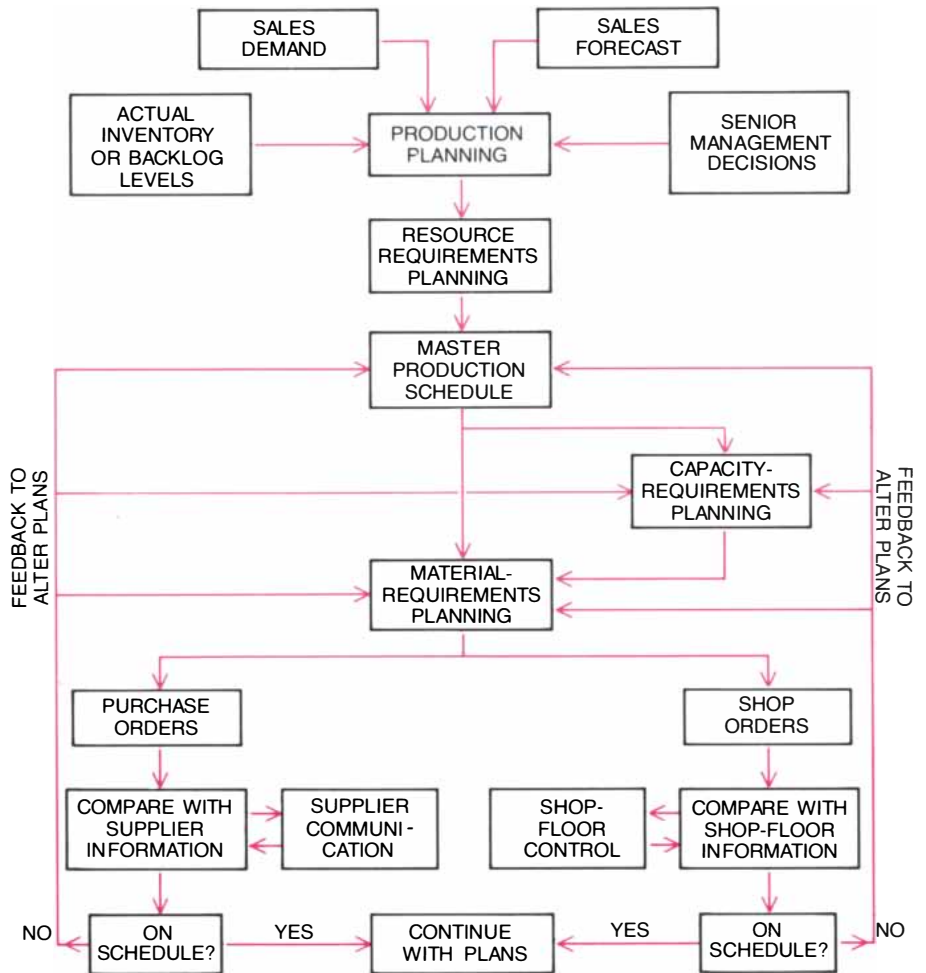 SALES
DEMAND
SALES
FORECAST
ACTUAL
INVENTORY
OR BACKLOG
LEVELS
PRODUCTION
PLANNING
SENIOR
MANAGEMENT
DECISIONS
RESOURCE
REQUIREMENTS
PLANNING
MASTER
PRODUCTION
SCHEDULE
CAPACITY-
REQUIREMENTS
PLANNING
FEEDBACK TO
ALTER PLANS
FEEDBACK TO
ALTER PLANS
MATERIAL-
REQUIREMENTS
PLANNING
PURCHASE
ORDERS
SHOP
ORDERS
COMPARE WITH
SUPPLIER
INFORMATION
SUPPLIER
COMMUNI-
CATION
SHOP-
FLOOR
CONTROL
COMPARE WITH
SHOP-FLOOR
INFORMATION
NO
ON
SCHEDULE?
YES
CONTINUE
WITH PLANS
YES
ON
SCHEDULE?
NO